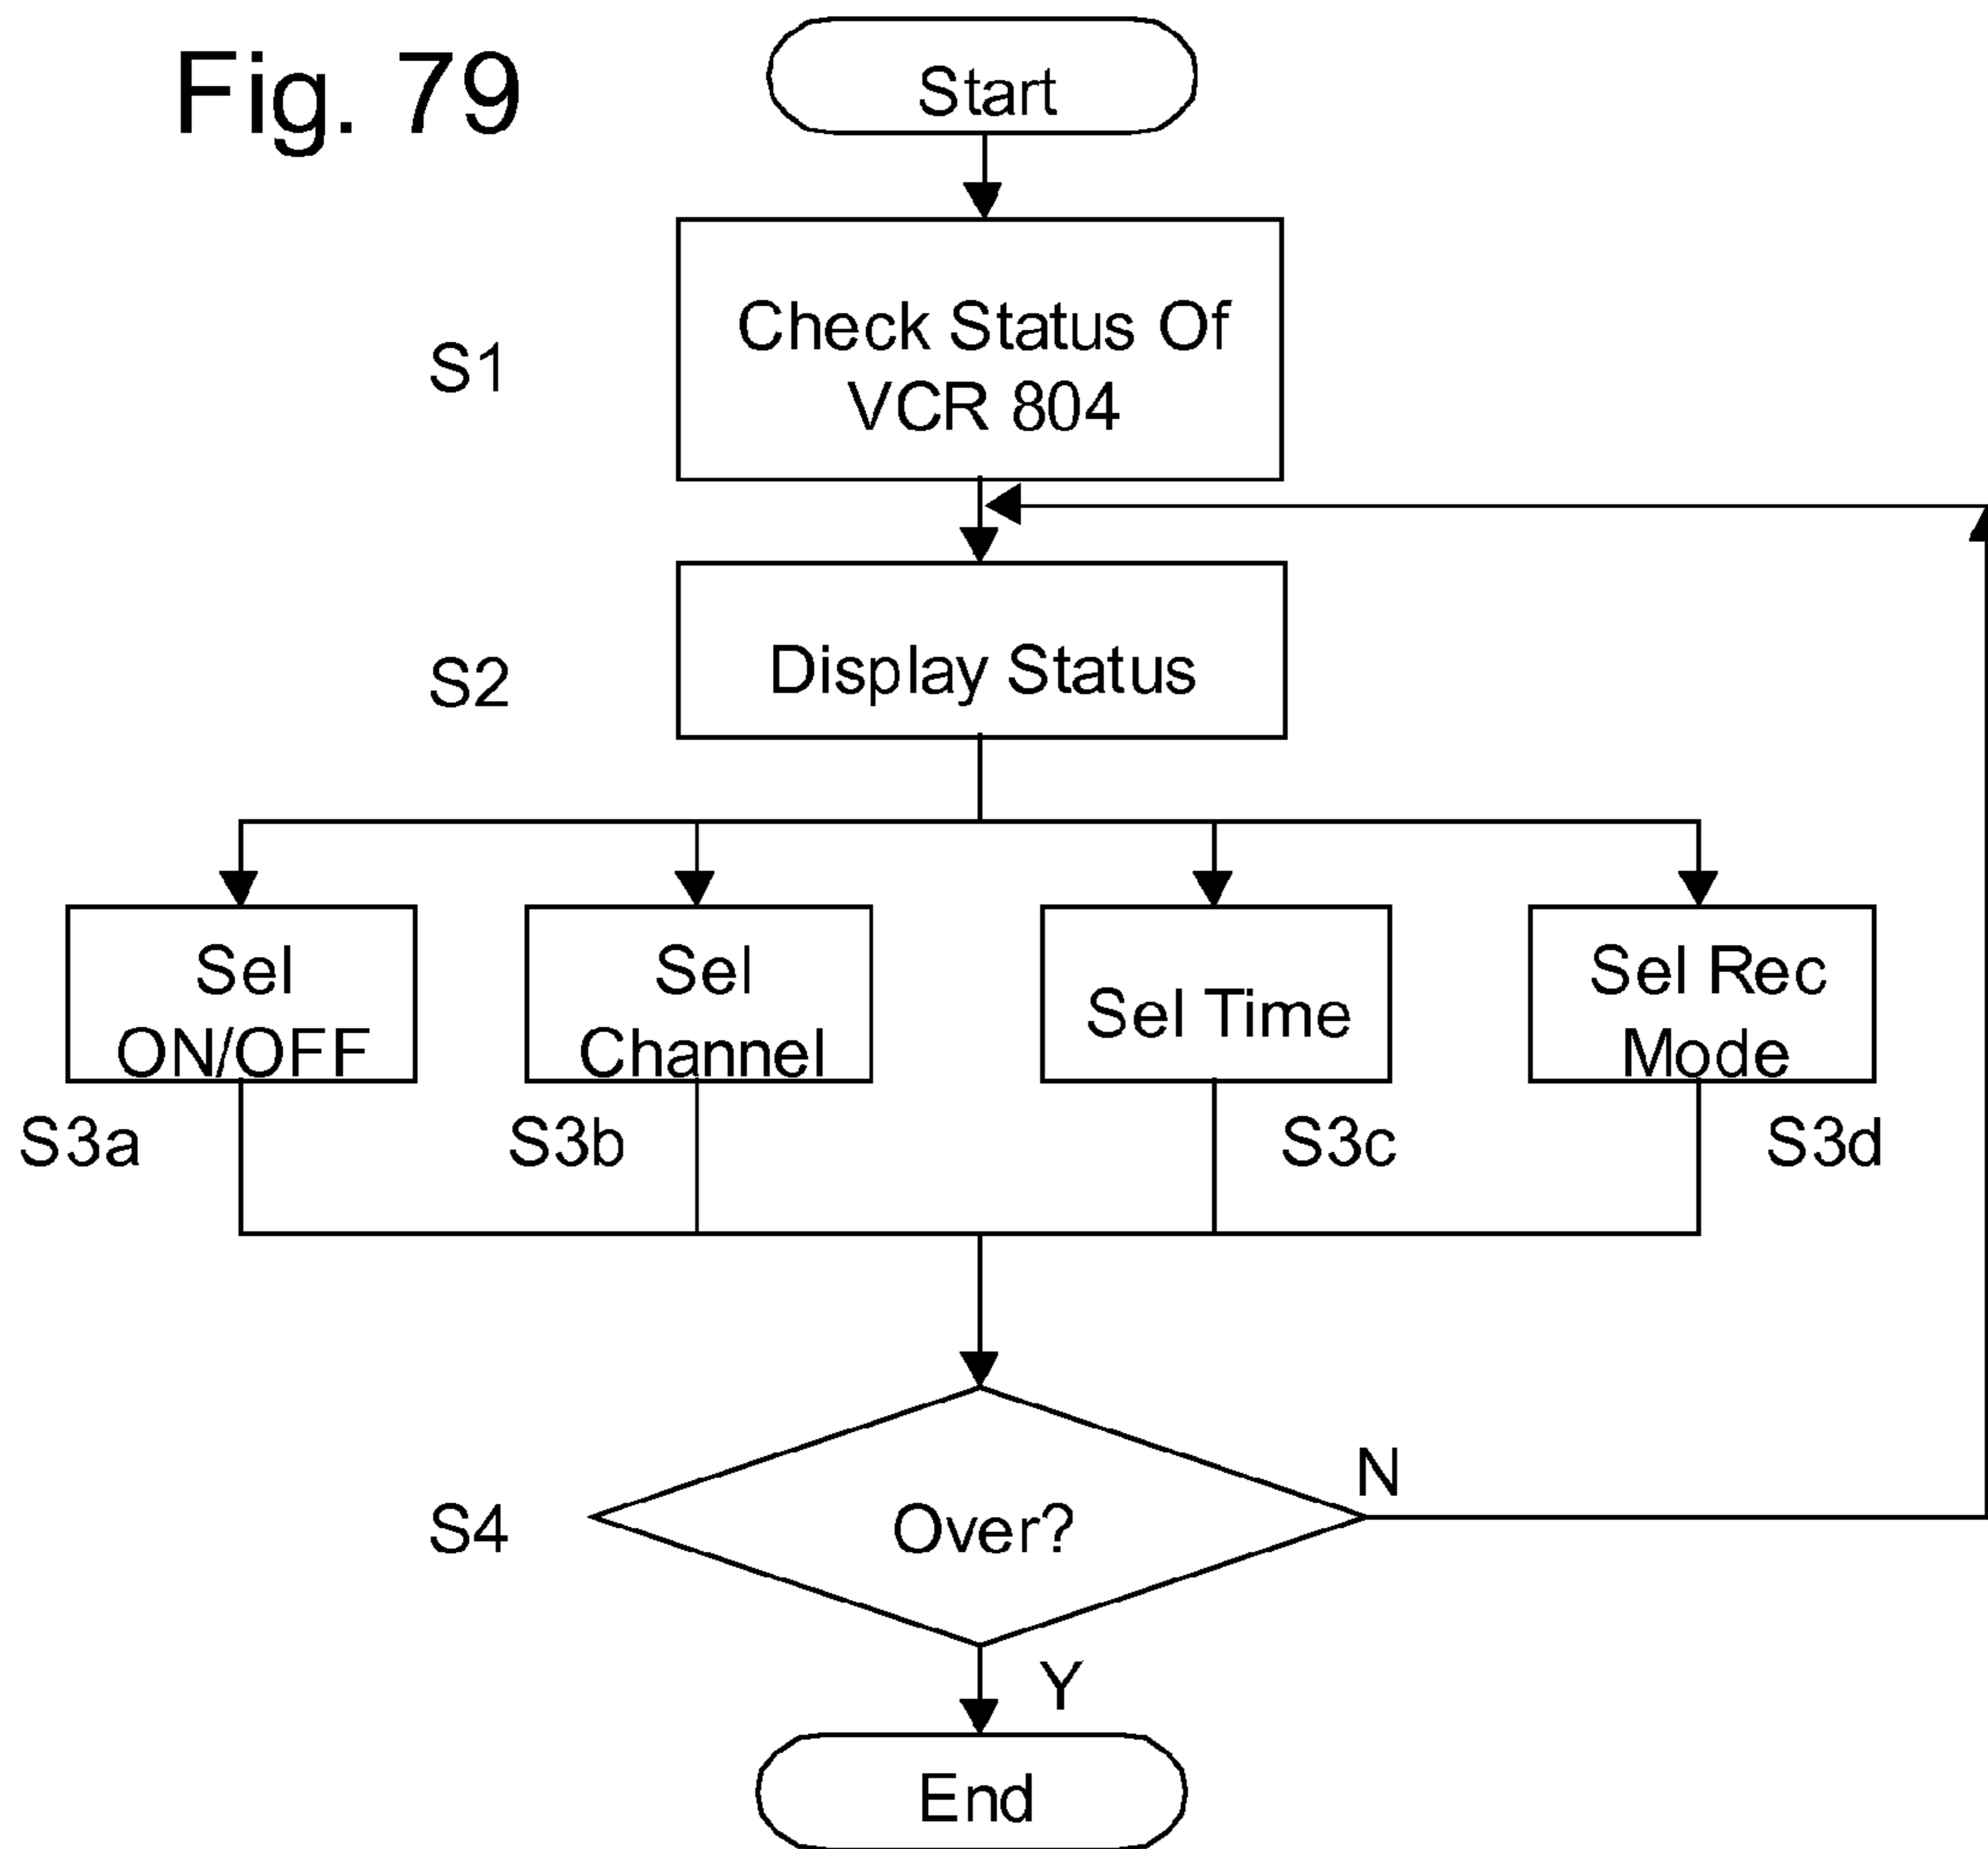 Fig. 79
Start
S1
Check Status Of
VCR 804
S2
Display Status
Sel
ON/OFF
Sel
Channel
Sel Time
Sel Rec
Mode
S3a
S3b
S3c
S3d
S4
Over?
N
Y
End